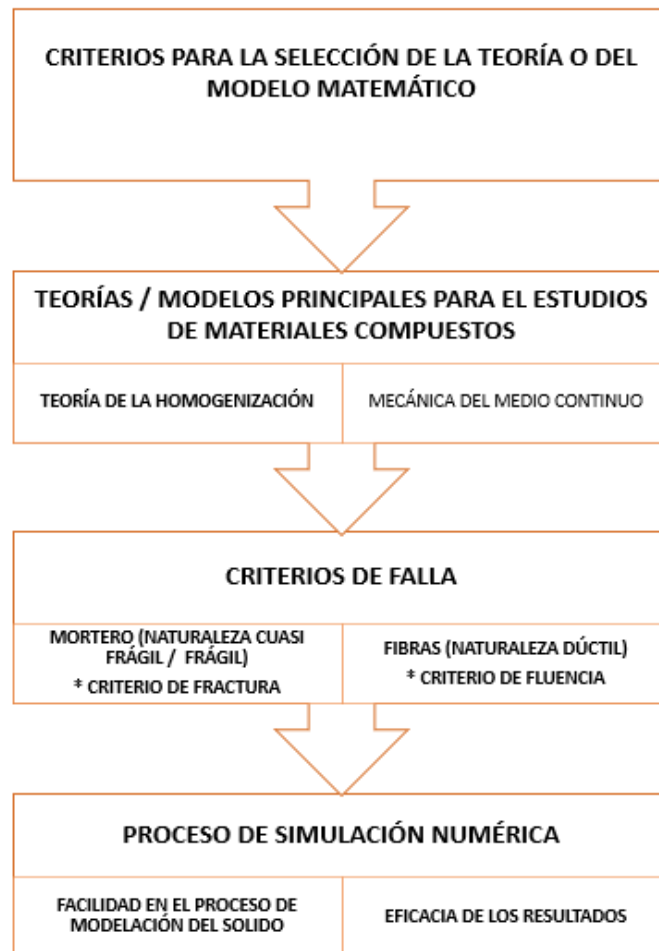 CRITERIOS PARA LA SELECCIÓN DE LA TEORÍA O DEL
MODELO MATEMÁTICO
TEORÍAS / MODELOS PRINCIPALES PARA EL ESTUDIOS
DE MATERIALES COMPUESTOS
TEORÍA DE LA HOMOGENIZACIÓN
MECÁNICA DEL MEDIO CONTINUO
CRITERIOS DE FALLA
MORTERO (NATURALEZA CUASI
FRÁGIL / FRÁGIL)
* CRITERIO DE FRACTURA
FIBRAS (NATURALEZA DÚCTIL)
* CRITERIO DE FLUENCIA
PROCESO DE SIMULACIÓN NUMÉRICA
FACILIDAD EN EL PROCESO DE
MODELACIÓN DEL SOLIDO
EFICACIA DE LOS RESULTADOS